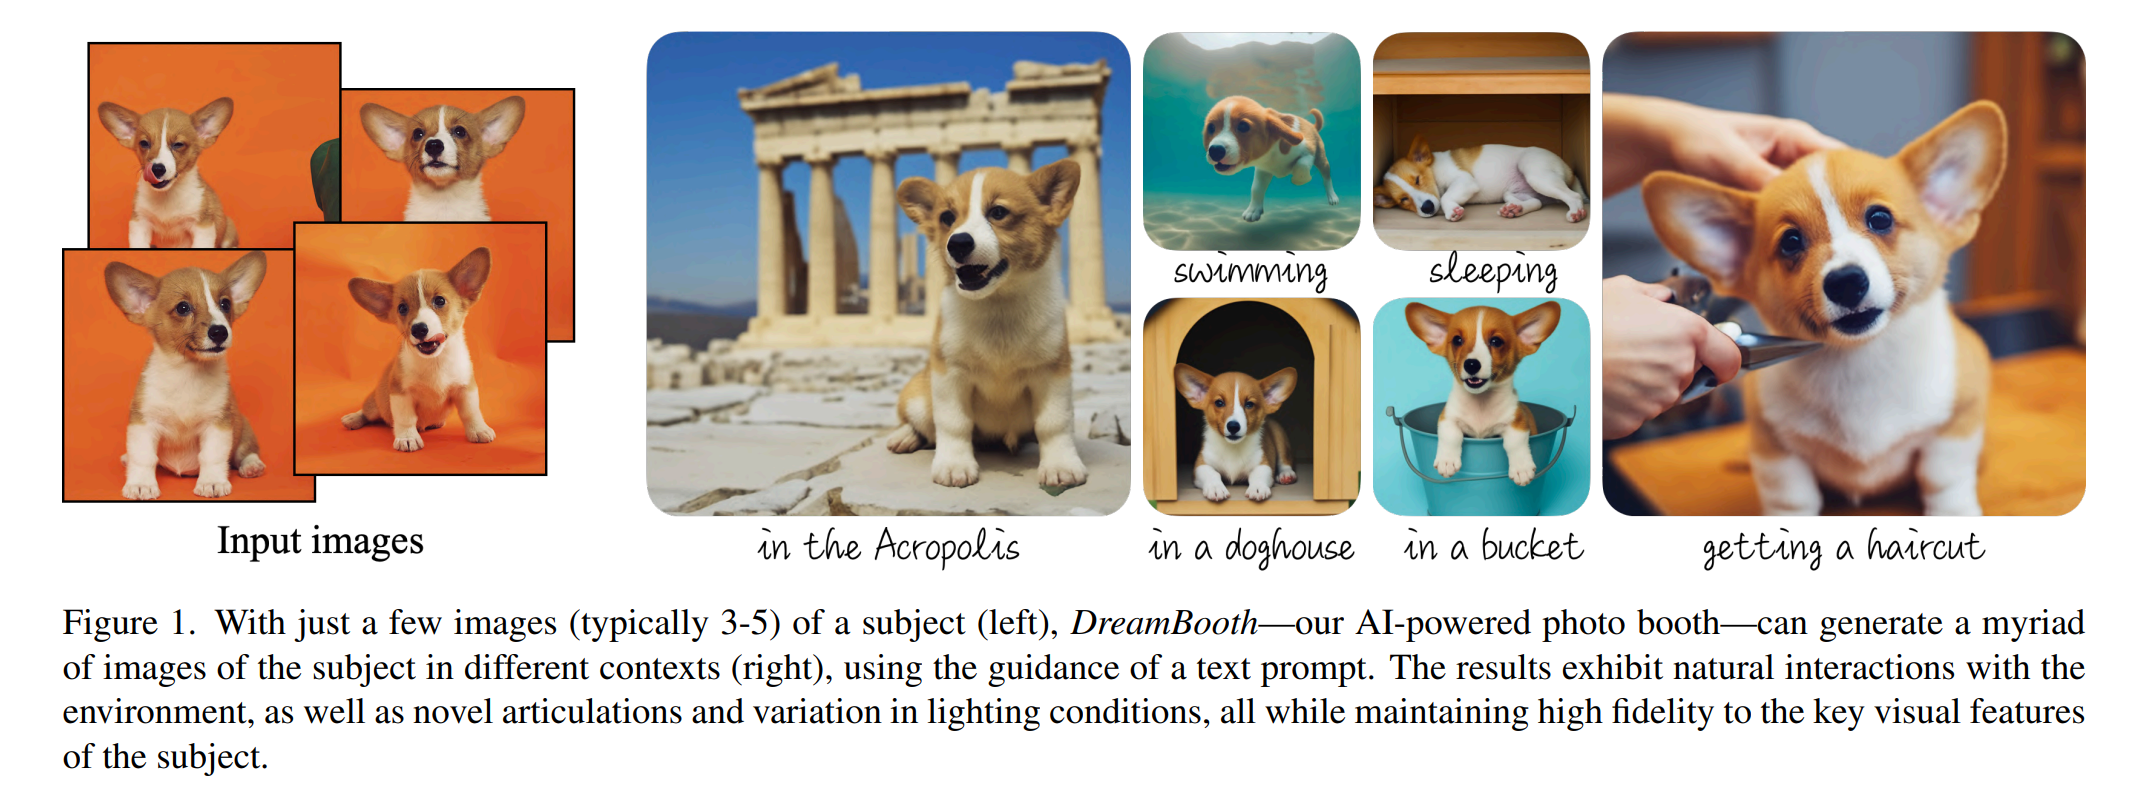 swimming
sleeping
Input images
in the Acropolis
in a doghouse
in a bucket
getting a haircut
Figure 1. With just a few images (typically 3-5) of a subject (left), DreamBooth—our AI-powered photo booth—can generate a myriad
of images of the subject in different contexts (right), using the guidance of a text prompt. The results exhibit natural interactions with the
environment, as well as novel articulations and variation in lighting conditions, all while maintaining high fidelity to the key visual features
of the subject.